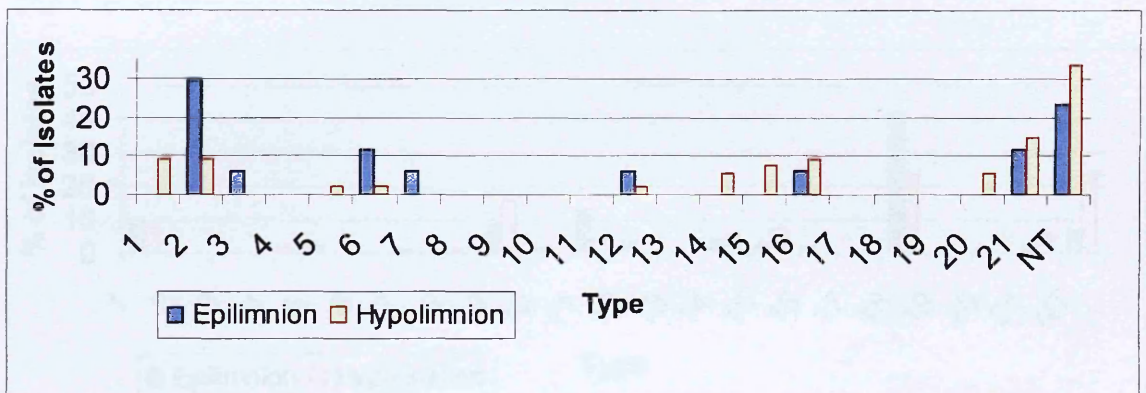 % of Isolates
30
20
10
0
1 2 3 4 5 6 7 8 9 10 11 12 13 14 15 16 17 18 19 20 21 NT
Type
Epilimnion Hypolimnion